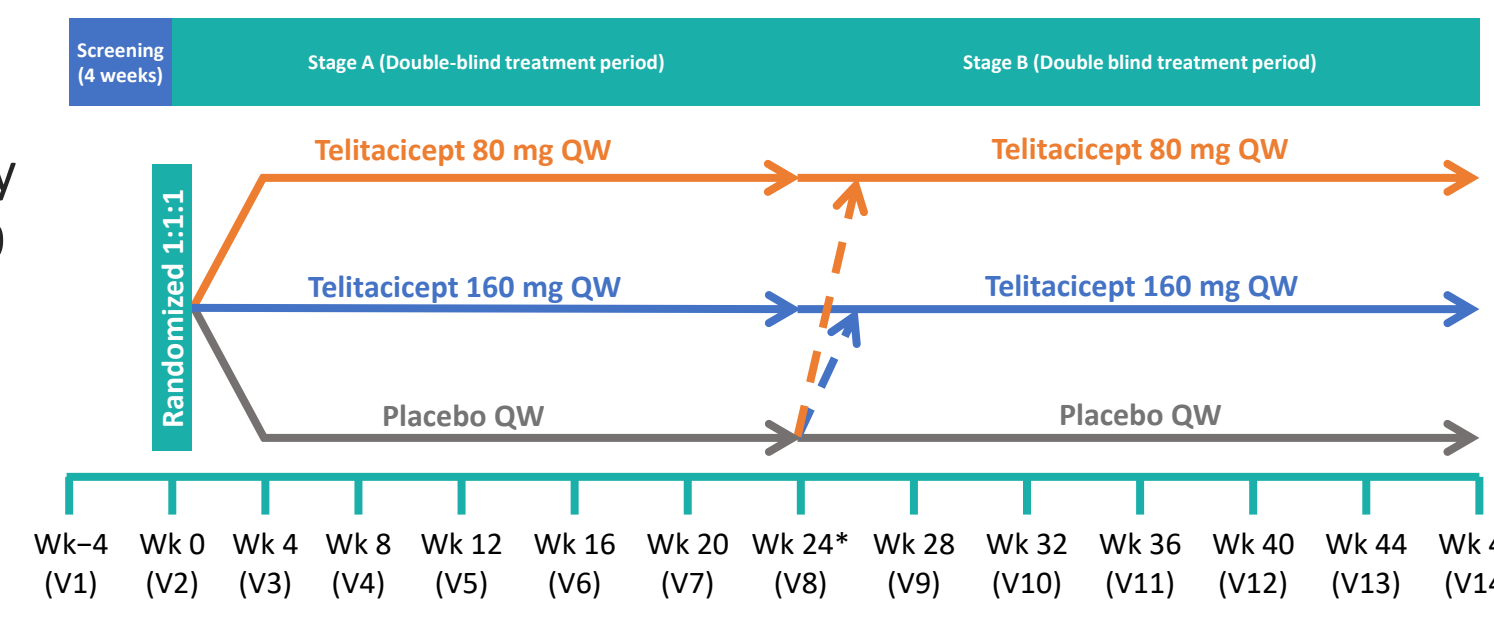 Screening
(4 weeks)
Stage A (Double-blind treatment period)
Stage B (Double blind treatment period)
Telitacicept 80 mg QW
Telitacicept 80 mg QW
Randomized 1:1:1
Telitacicept 160 mg QW
Telitacicept 160 mg QW
Placebo QW
Placebo QW
Wk−4 Wk 0 Wk 4 Wk 8 Wk 12 Wk 16 Wk 20 Wk 24* Wk 28 Wk 32 Wk 36 Wk 40 Wk 44 Wk
(V1) (V2) (V3) (V4) (V5) (V6) (V7) (V8) (V9) (V10) (V11) (V12) (V13)